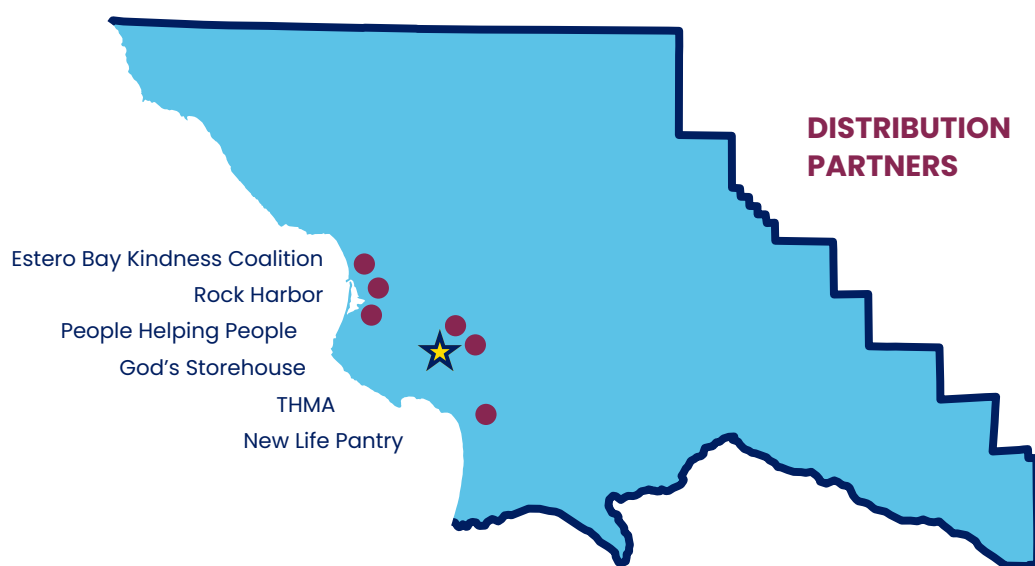 DISTRIBUTION
PARTNERS
Estero Bay Kindness Coalition
Rock Harbor
People Helping People
God’s Storehouse
THMA
New Life Pantry